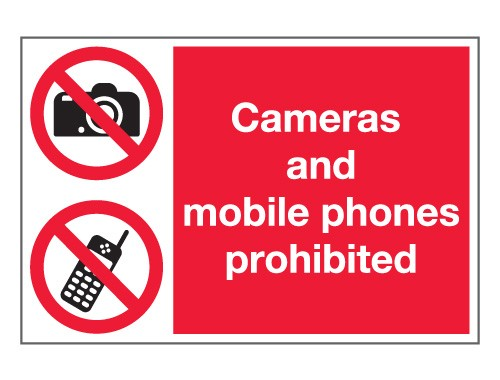 Cameras
and
mobile phones
prohibited